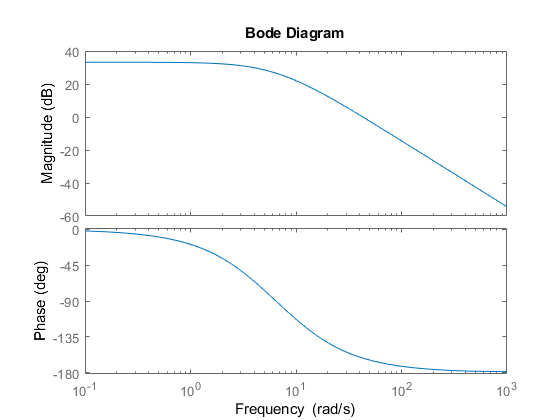 Bode Diagram
40
20
0
-20
-40
-60
Magnitude (dB)
0
-45
-90
-135
-180
Phase (deg)
10-1 100 101 102 103
Frequency (rad/s)